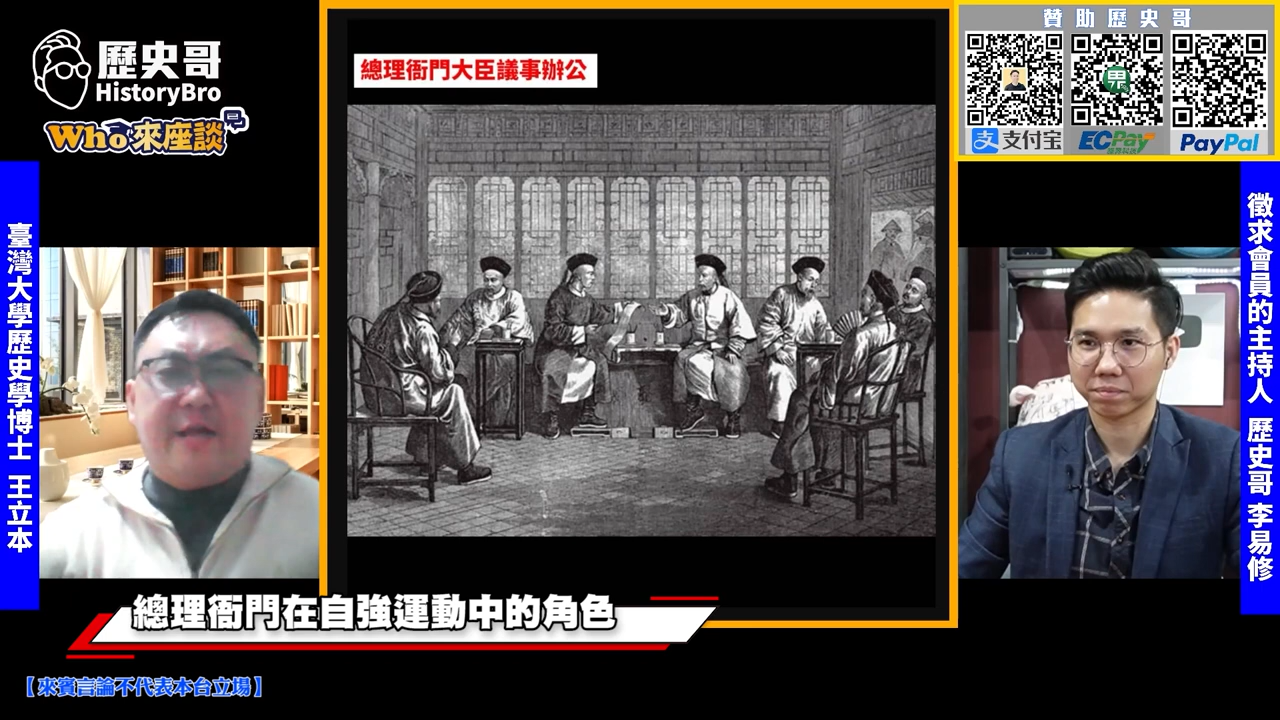 歷史哥
HistoryBro
Who來座談
早
總理衙門大臣議事辦公
贊助歷史哥
支 支付宝
ECPay
PayPal
臺灣大學歷史學博士 王立本
徵求會員的主持人 歷史哥 李易修
總理衙門在自強運動中的角色
【來賓言論不代表本台立場】